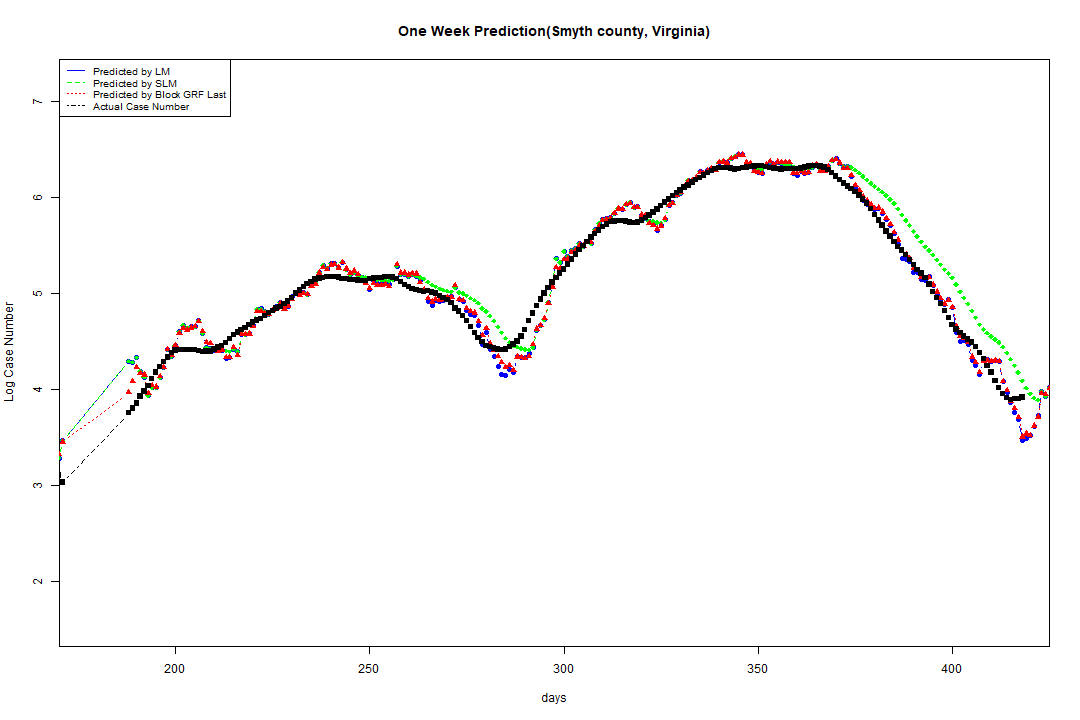 One Week Prediction(Smyth county, Virginia)
Predicted by LM
Predicted by SLM
Predicted by Block GRF Last
Actual Case Number
7
6
5
4
3
2
Log Case Number
200 250 300 350 400
days